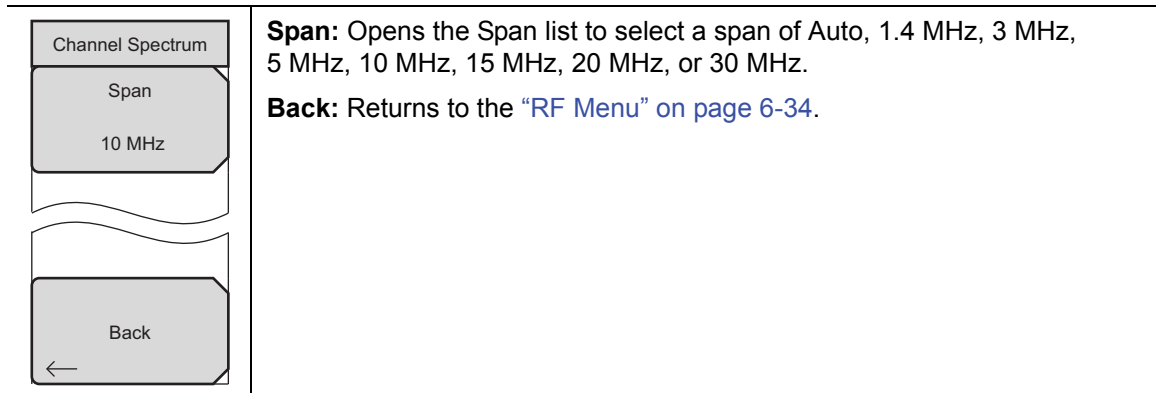 Channel Spectrum
Span
10 MHz
Back
Span: Opens the Span list to select a span of Auto, 1.4 MHz, 3 MHz,
5 MHz, 10 MHz, 15 MHz, 20 MHz, or 30 MHz.
Back: Returns to the “RF Menu” on page 6-34.